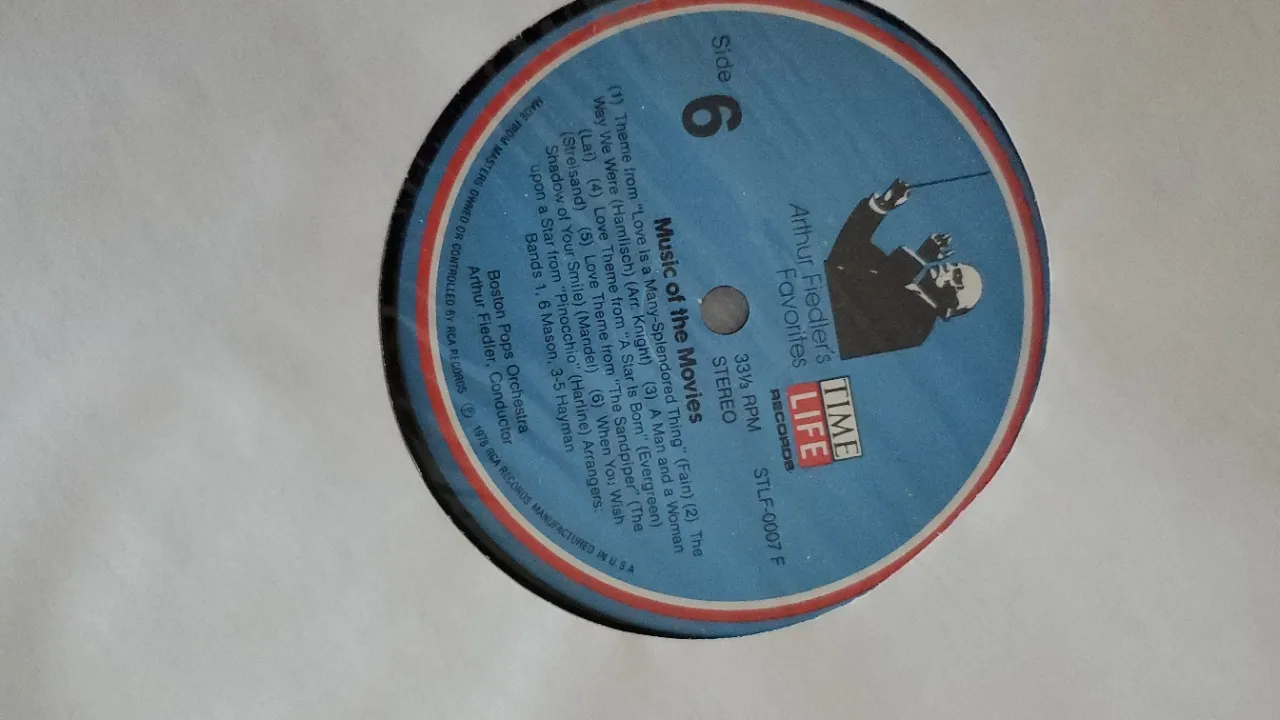 Arthur Fiedler's
Favorites
TIME
LIFE
RECORDS
Side 6
33⅓ RPM
STEREO
STLF-0007 F
Music of the Movies
(1) Theme from "Love is a Many-Splendored Thing" (Fain) (2) The
Way We Were (Hamlisch) (Arr. Knight) (3) A Man and a Woman
(Lai) (4) Love Theme from "A Star Is Born" (Evergreen)
(Streisand) (5) Love Theme from "The Sandpiper" (The
Shadow of Your Smile) (Mandel) (6) When You Wish
upon a Star from "Pinocchio" (Harline) Arrangers:
Bands 1, 6 Mason, 3-5 Hayman
Boston Pops Orchestra
Arthur Fiedler, Conductor
MADE FROM MASTERS OWNED OR CONTROLLED BY RCA RECORDS ℗ 1978 RCA RECORDS MANUFACTURED IN U S A